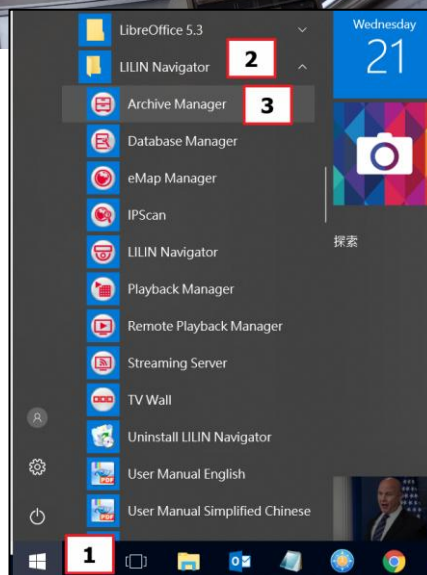 LibreOffice 5.3
LILIN Navigator
2
Archive Manager
3
Database Manager
eMap Manager
IPScan
LILIN Navigator
Playback Manager
Remote Playback Manager
Streaming Server
TV Wall
Uninstall LILIN Navigator
User Manual English
User Manual Simplified Chinese
1
Wednesday
21
探索